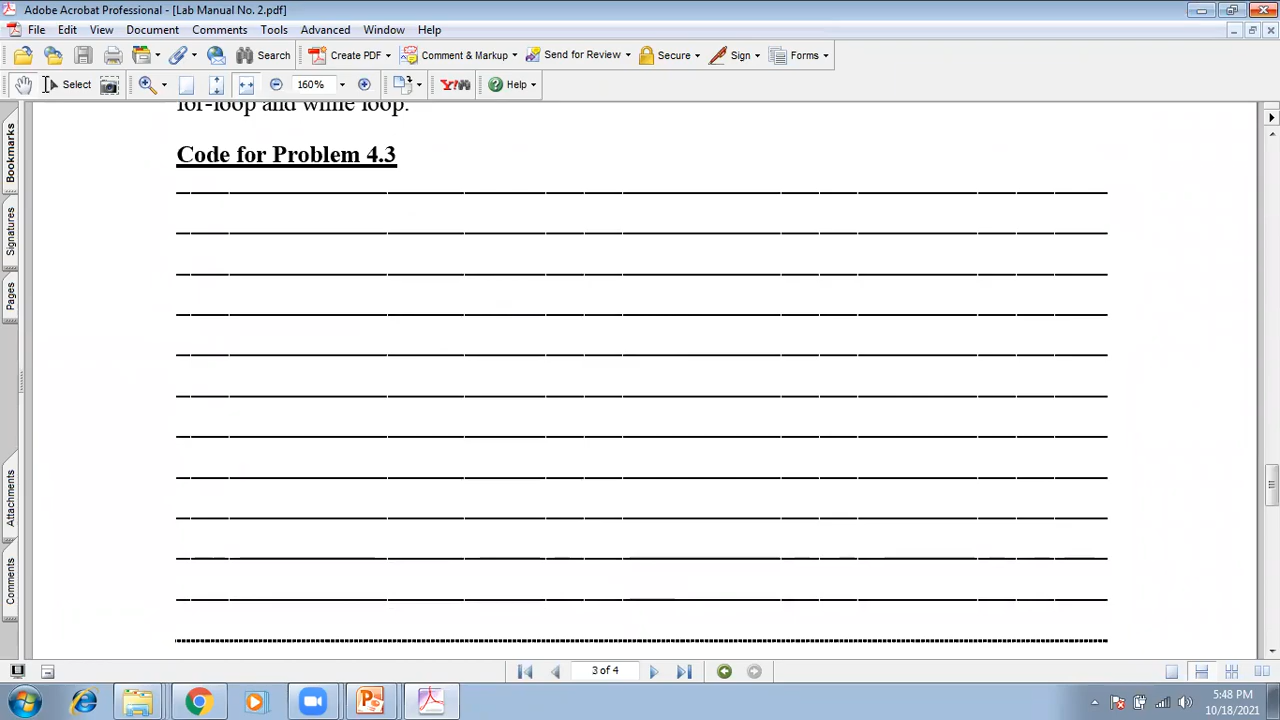 Adobe Acrobat Professional - [Lab Manual No. 2.pdf]
File Edit View Document Comments Tools Advanced Window Help
Search Create PDF Comment & Markup Send for Review Secure Sign Forms
Select 160% Y! Help
for-loop and while loop.
Code for Problem 4.3
Bookmarks
Signatures
Pages
Attachments
Comments
3 of 4
5:48 PM
10/18/2021